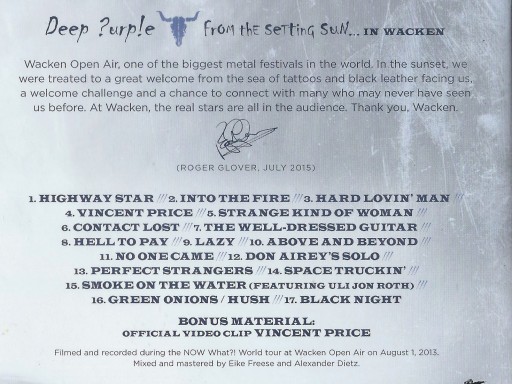 Deep ?urp!e from the setting sun... IN WACKEN
Wacken Open Air, one of the biggest metal festivals in the world. In the sunset, we
were treated to a great welcome from the sea of tattoos and black leather facing us,
a welcome challenge and a chance to connect with many who may never have seen
us before. At Wacken, the real stars are all in the audience. Thank you, Wacken.
(ROGER GLOVER, JULY 2015)
1. HIGHWAY STAR /// 2. INTO THE FIRE /// 3. HARD LOVIN' MAN ///
4. VINCENT PRICE /// 5. STRANGE KIND OF WOMAN ///
6. CONTACT LOST /// 7. THE WELL-DRESSED GUITAR ///
8. HELL TO PAY /// 9. LAZY /// 10. ABOVE AND BEYOND ///
11. NO ONE CAME /// 12. DON AIREY'S SOLO ///
13. PERFECT STRANGERS /// 14. SPACE TRUCKIN' ///
15. SMOKE ON THE WATER (FEATURING ULI JON ROTH) ///
16. GREEN ONIONS / HUSH /// 17. BLACK NIGHT
BONUS MATERIAL:
OFFICIAL VIDEO CLIP VINCENT PRICE
Filmed and recorded during the NOW What?! World tour at Wacken Open Air on August 1, 2013.
Mixed and mastered by Eike Freese and Alexander Dietz.